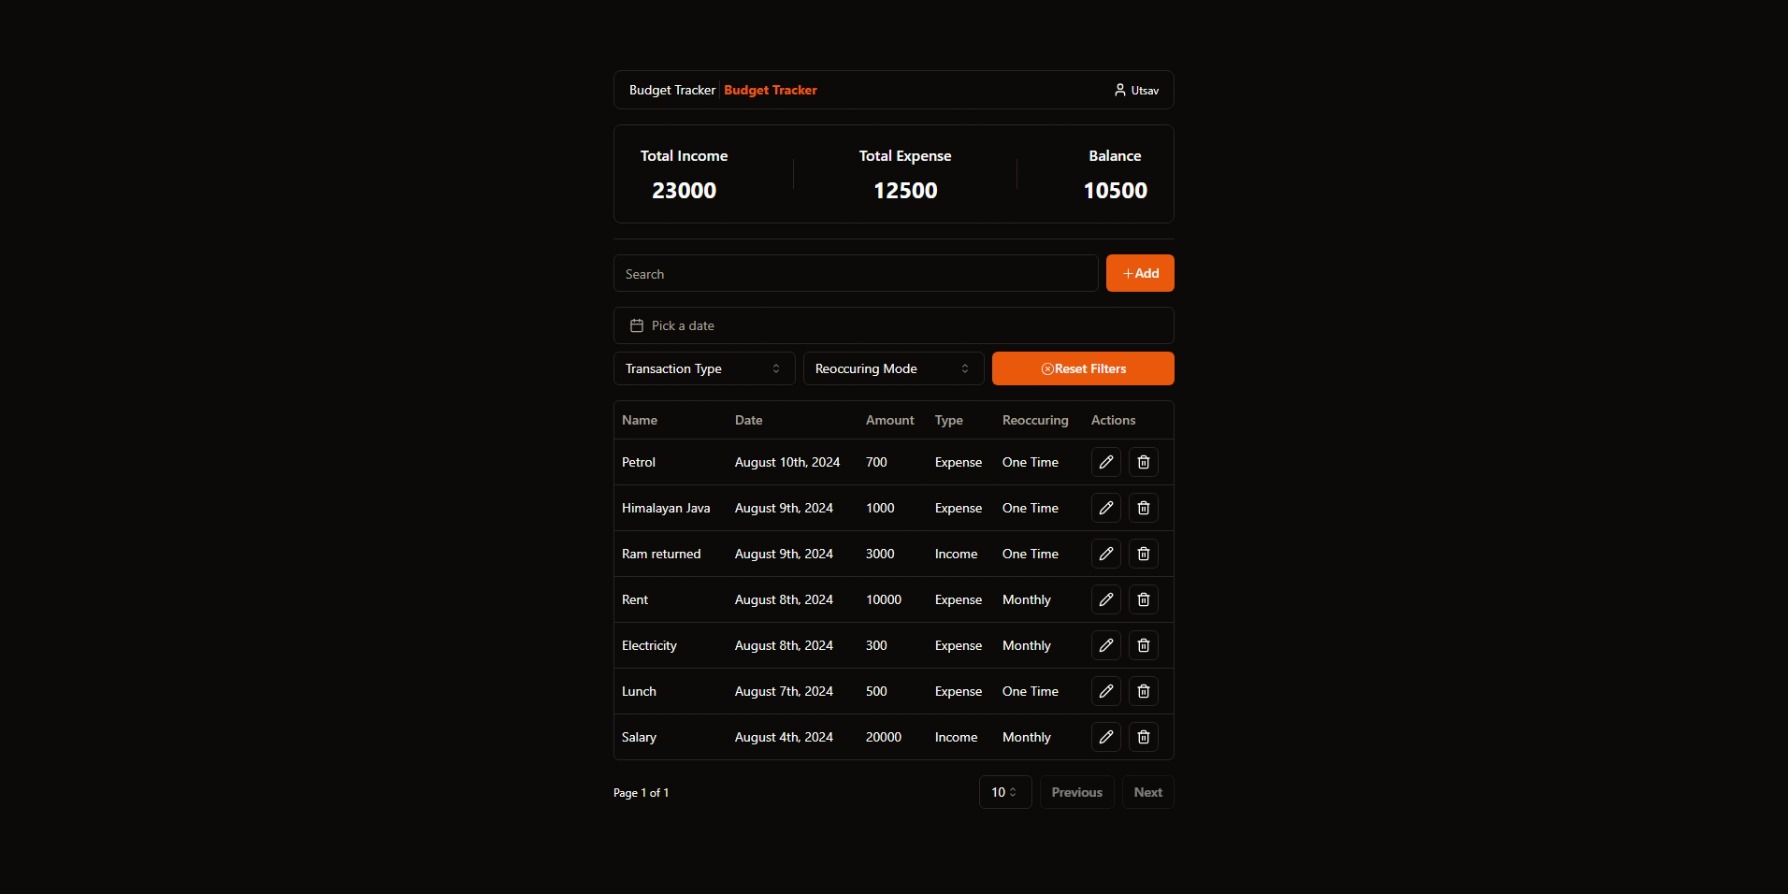 Budget Tracker Budget Tracker Utsav
Total Income Total Expense Balance
23000 12500 10500
Search +Add
Pick a date
Transaction Type Reoccuring Mode Reset Filters
Name Date Amount Type Reoccuring Actions
Petrol August 10th, 2024 700 Expense One Time
Himalayan Java August 9th, 2024 1000 Expense One Time
Ram returned August 9th, 2024 3000 Income One Time
Rent August 8th, 2024 10000 Expense Monthly
Electricity August 8th, 2024 300 Expense Monthly
Lunch August 7th, 2024 500 Expense One Time
Salary August 4th, 2024 20000 Income Monthly
Page 1 of 1 10 Previous Next